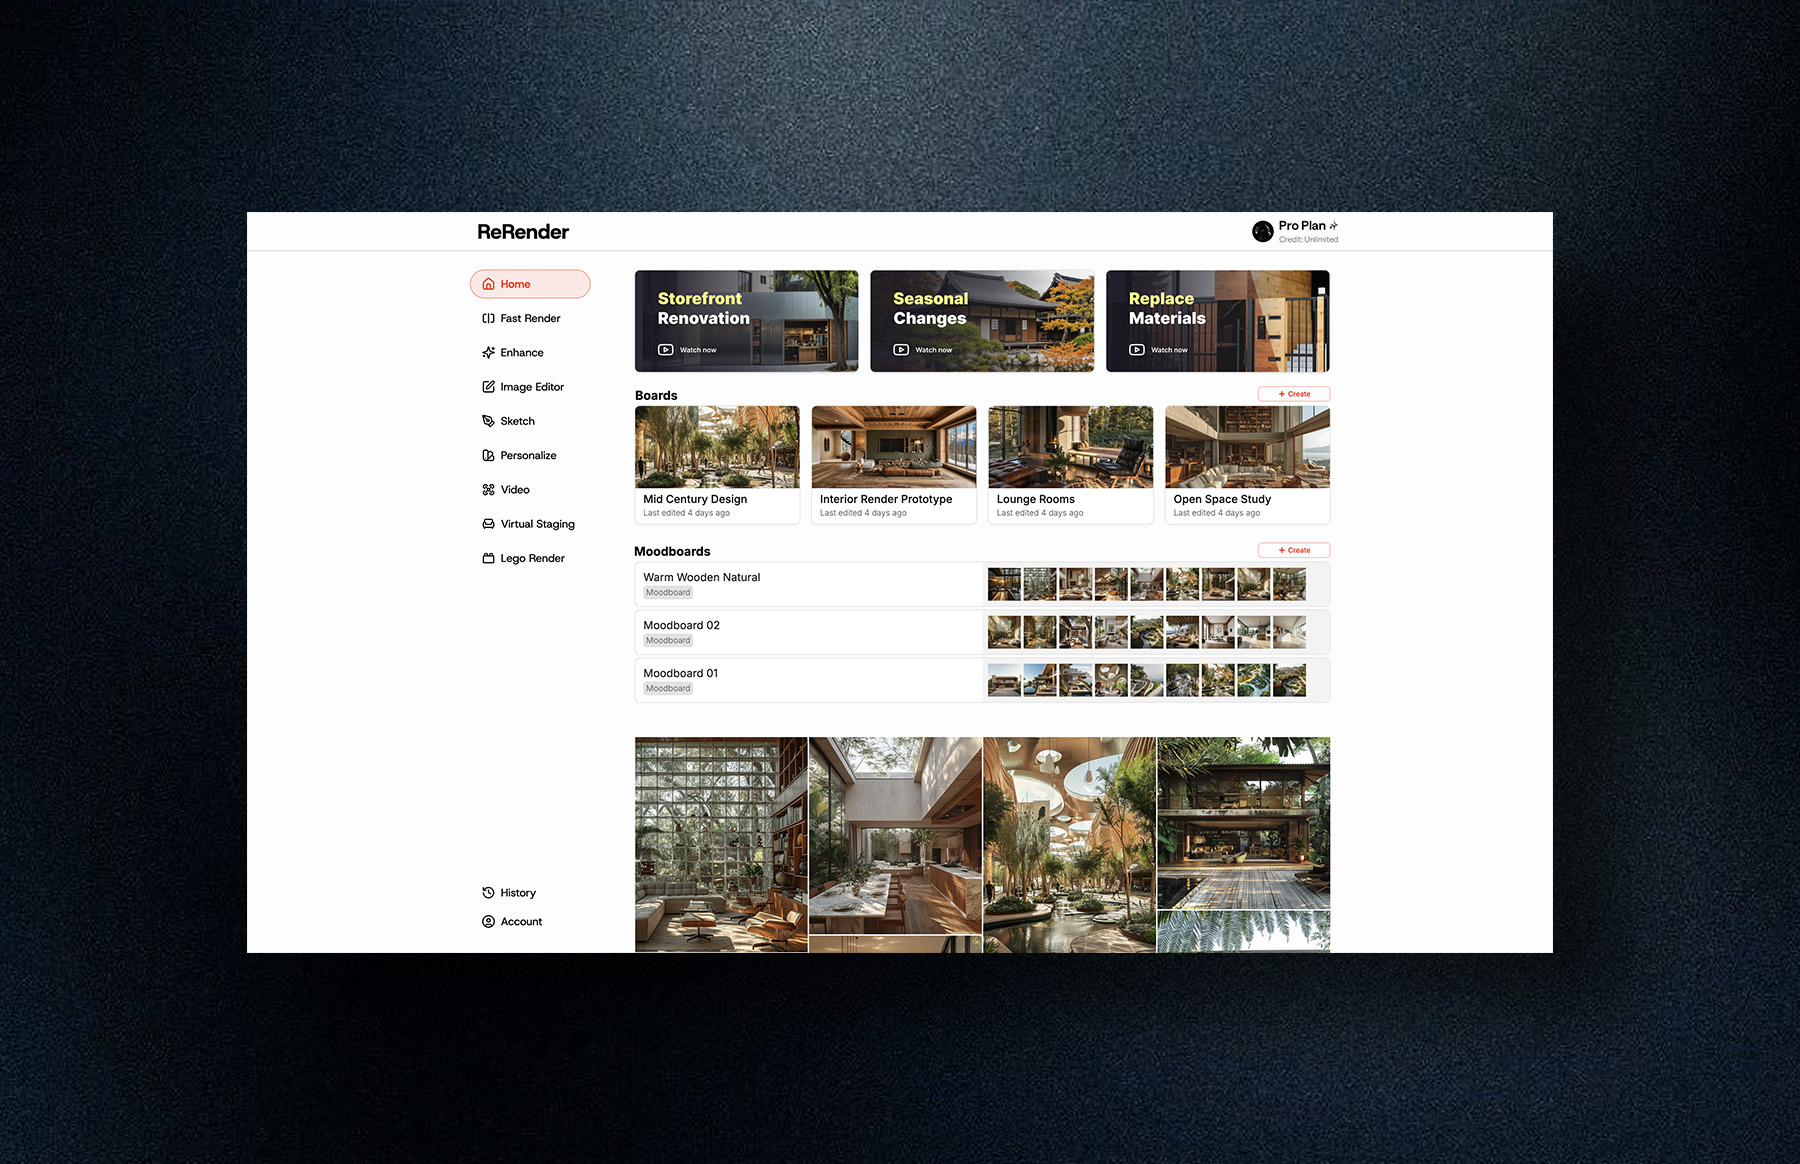 ReRender
Pro Plan
Credit: Unlimited
Home
Fast Render
Enhance
Image Editor
Sketch
Personalize
Video
Virtual Staging
Lego Render
History
Account
Storefront
Renovation
Watch now
Seasonal
Changes
Watch now
Replace
Materials
Watch now
Boards
+ Create
Mid Century Design
Last edited 4 days ago
Interior Render Prototype
Last edited 4 days ago
Lounge Rooms
Last edited 4 days ago
Open Space Study
Last edited 4 days ago
Moodboards
+ Create
Warm Wooden Natural
Moodboard
Moodboard 02
Moodboard
Moodboard 01
Moodboard